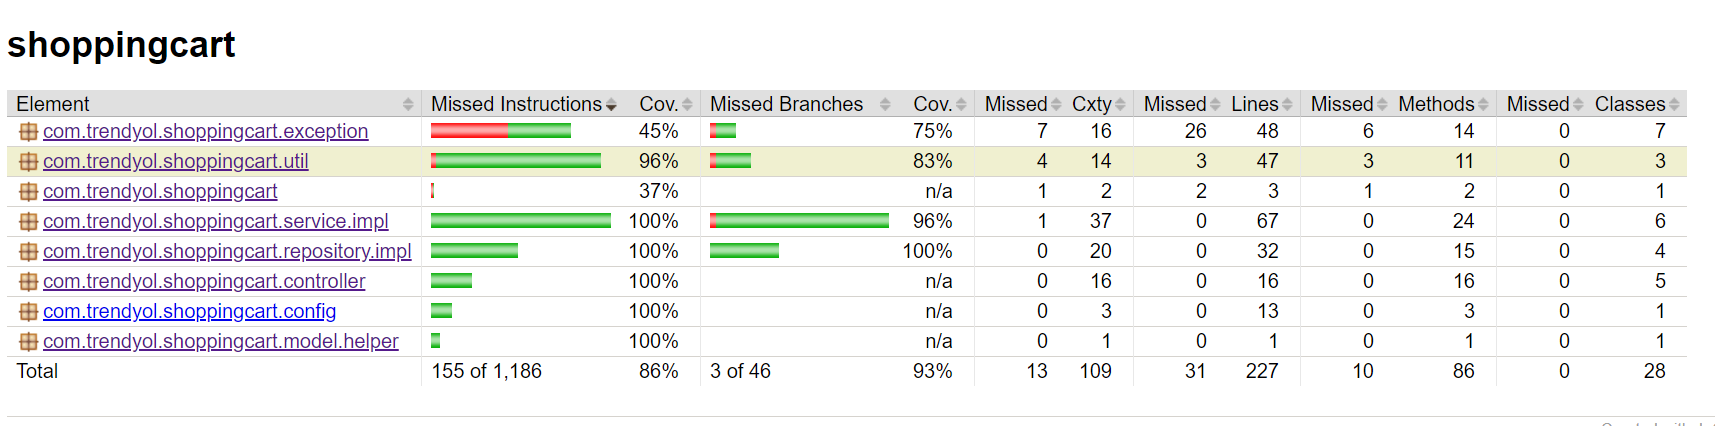 shoppingcart
Element Missed Instructions Cov. Missed Branches Cov. Missed Cxty Missed Lines Missed Methods Missed Classes
com.trendyol.shoppingcart.exception 45% 75% 7 16 26 48 6 14 0 7
com.trendyol.shoppingcart.util 96% 83% 4 14 3 47 3 11 0 3
com.trendyol.shoppingcart 37% n/a 1 2 2 3 1 2 0 1
com.trendyol.shoppingcart.service.impl 100% 96% 1 37 0 67 0 24 0 6
com.trendyol.shoppingcart.repository.impl 100% 100% 0 20 0 32 0 15 0 4
com.trendyol.shoppingcart.controller 100% n/a 0 16 0 16 0 16 0 5
com.trendyol.shoppingcart.config 100% n/a 0 3 0 13 0 3 0 1
com.trendyol.shoppingcart.model.helper 100% n/a 0 1 0 1 0 1 0 1
Total 155 of 1,186 86% 3 of 46 93% 13 109 31 227 10 86 0 28